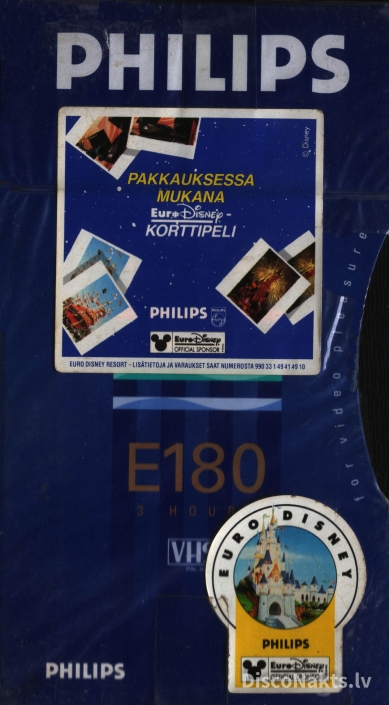 PHILIPS
© Disney
PAKKAUKSESSA
MUKANA
Euro Disney -
KORTTIPELI
PHILIPS
PHILIPS
Euro Disney
OFFICIAL SPONSOR
EURO DISNEY RESORT - LISÄTIETOJA JA VARAUKSET SAAT NUMEROSTA 990 33 1 49 41 49 10
for video pleasure
E180
3 HOU
VHS
EURO DISNEY
PHILIPS
Euro Disney
PHILIPS
DiscoNakts.lv